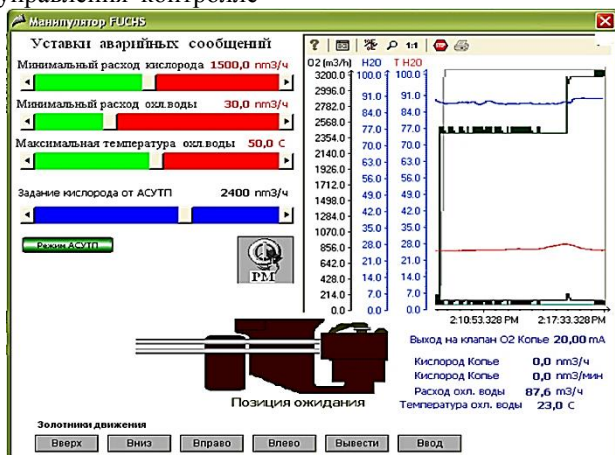 управления контролле
Манипулятор FUCHS
Уставки аварийных сообщений
Минимальный расход кислорода 1500,0 nm3/ч
Минимальный расход охл.воды 30,0 nm3/ч
Максимальная температура охл.воды 50,0 С
Задание кислорода от АСУТП 2400 nm3/ч
Режим АСУТП
РМ
1:1
O2 (m3/h) H2O T H2O
3200.0 100.0 100.0
2996.0
2782.0 91.0 91.0
2568.0 84.0 84.0
2354.0 77.0 77.0
2140.0 70.0 70.0
1926.0 63.0 63.0
1712.0 56.0 56.0
1498.0 49.0 49.0
1284.0 42.0 42.0
1070.0 35.0 35.0
856.0 28.0 28.0
642.0 21.0 21.0
428.0 14.0 14.0
214.0 7.0 7.0
0.0 0.0 0.0
2:10:53.328 PM 2:17:33.328 PM
Выход на клапан О2 Копье 20,00 mA
Кислород Копье 0,0 nm3/ч
Кислород Копье 0,0 nm3/мин
Расход охл. воды 87,6 m3/ч
Температура охл. воды 23,0 С
Позиция ожидания
Золотники движения
Вверх Вниз Вправо Влево Вывести Ввод